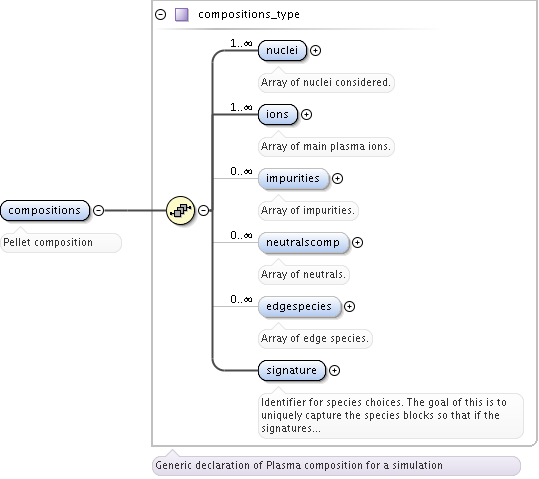 compositions_type
1..∞
nuclei
Array of nuclei considered.
1..∞
ions
Array of main plasma ions.
0..∞
impurities
Array of impurities.
compositions
Pellet composition
0..∞
neutralscomp
Array of neutrals.
0..∞
edgespecies
Array of edge species.
signature
Identifier for species choices. The goal of this is to
uniquely capture the species blocks so that if the
signatures...
Generic declaration of Plasma composition for a simulation